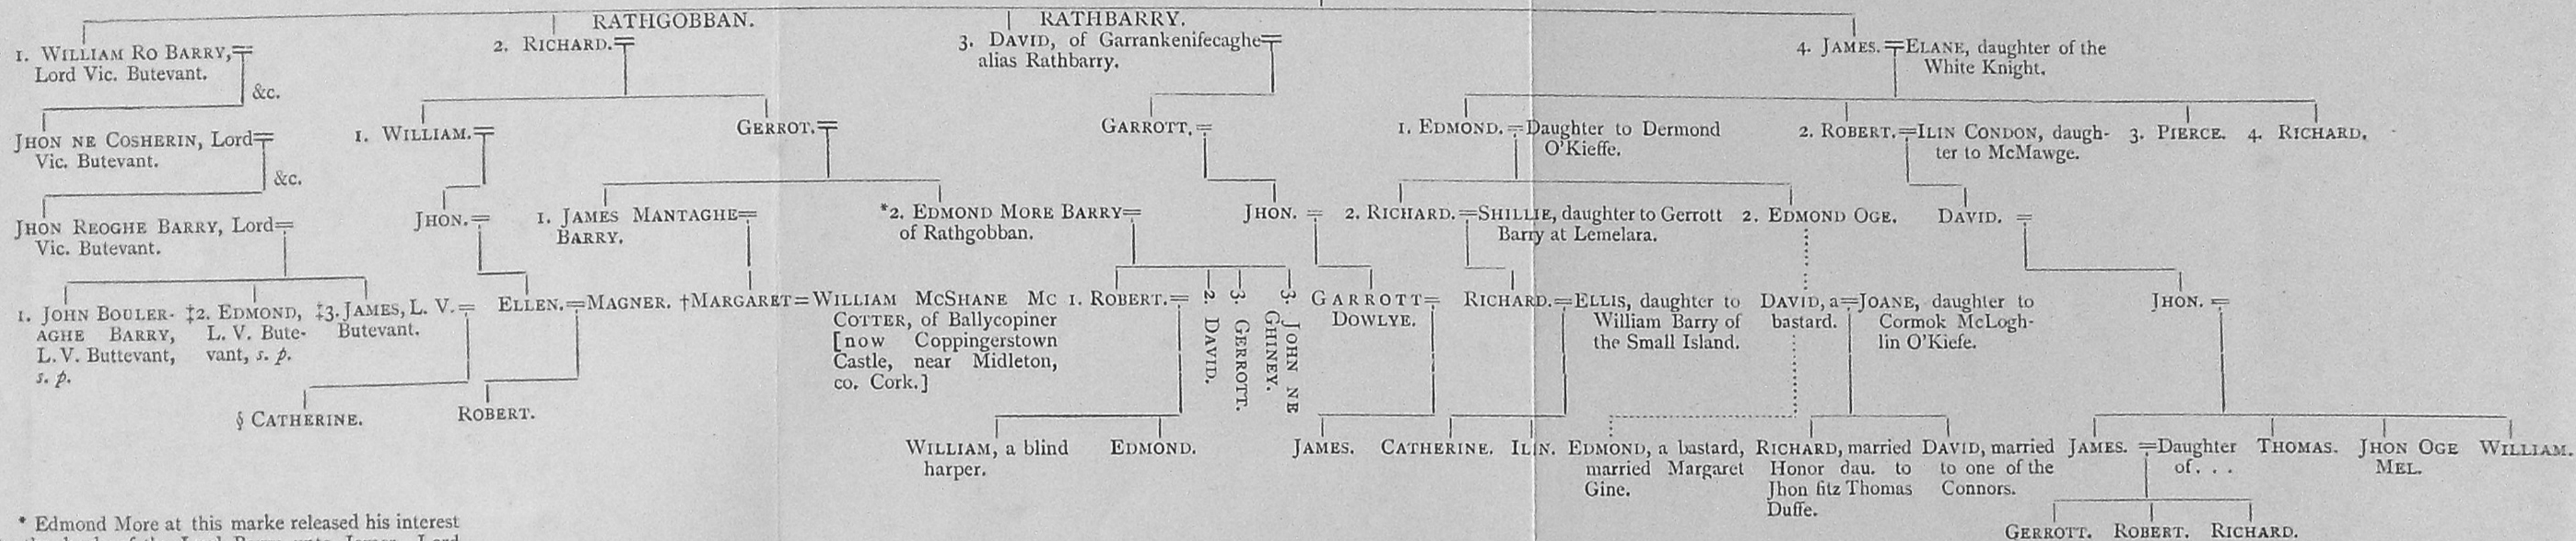 RATHGOBBAN. RATHBARRY.
1. WILLIAM RO BARRY,
Lord Vic. Butevant.
2. RICHARD.
3. DAVID, of Garrankenifecaghe
alias Rathbarry.
4. JAMES. = ELANE, daughter of the
White Knight.
&c.
JHON NE COSHERIN, Lord
Vic. Butevant.
1. WILLIAM.
GERROT.
GARROTT.
1. EDMOND. = Daughter to Dermond
O'Kieffe.
2. ROBERT. = ILIN CONDON, daugh-
ter to McMawge.
3. PIERCE. 4. RICHARD.
&c.
JHON REOGHE BARRY, Lord
Vic. Butevant.
JHON.
1. JAMES MANTAGHE
BARRY.
*2. EDMOND MORE BARRY
of Rathgobban.
JHON.
2. RICHARD. = SHILLIE, daughter to Gerrott
Barry at Lemelara.
2. EDMOND OGE.
DAVID.
1. JOHN BOULER-
AGHE BARRY,
L.V. Buttevant,
s. p.
‡2. EDMOND,
L. V. Bute-
vant, s. p.
‡3. JAMES, L. V.
Butevant.
ELLEN. = MAGNER.
†MARGARET = WILLIAM MCSHANE MC
COTTER, of Ballycopiner
[now Coppingerstown
Castle, near Midleton,
co. Cork.]
1. ROBERT.
2. DAVID.
3. GERROTT.
3 JOHN NE
GHINEY.
GARROTT
DOWLYE.
RICHARD. = ELLIS, daughter to
William Barry of
the Small Island.
DAVID, a
bastard.
JOANE, daughter to
Cormok McLogh-
lin O'Kiefe.
JHON.
§ CATHERINE.
ROBERT.
WILLIAM, a blind
harper.
EDMOND.
JAMES.
CATHERINE.
ILIN.
EDMOND, a bastard,
married Margaret
Gine.
RICHARD, married
Honor dau. to
Jhon fitz Thomas
Duffe.
DAVID, married
to one of the
Connors.
JAMES. = Daughter
of. . .
THOMAS.
JHON OGE
MEL.
WILLIAM.
GERROTT. ROBERT. RICHARD.
* Edmond More at this marke released his interest